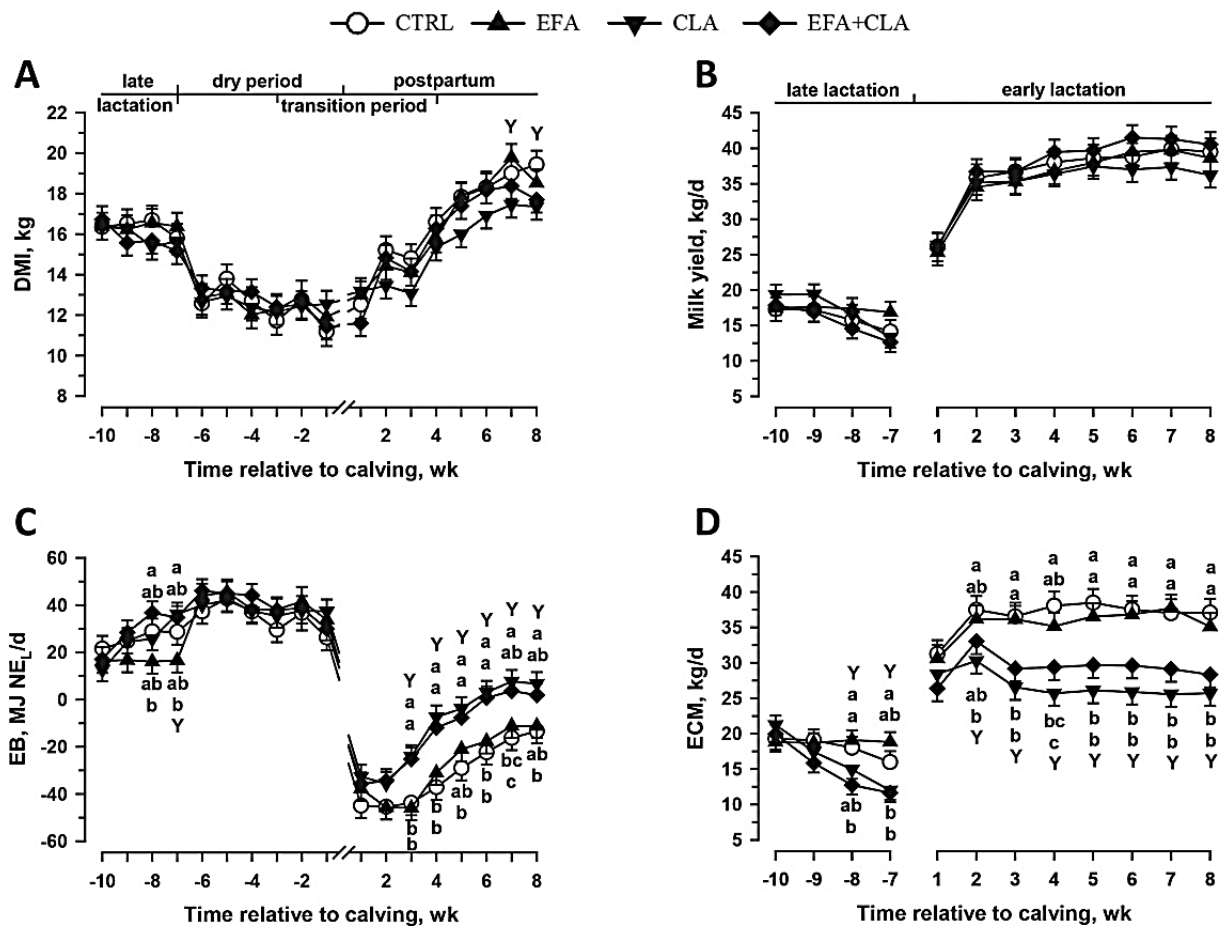 CTRL EFA CLA EFA+CLA
A
late dry period postpartum
lactation transition period
Y Y
22
20
18
16
14
12
10
8
DMI, kg
-10 -8 -6 -4 -2 2 4 6 8
Time relative to calving, wk
B
late lactation early lactation
45
40
35
30
25
20
15
10
5
Milk yield, kg/d
-10 -9 -8 -7 1 2 3 4 5 6 7 8
Time relative to calving, wk
C
60
40
20
0
-20
-40
-60
EB, MJ NEL/d
a a
ab ab
ab ab
b b
Y
Y Y Y Y Y Y
a a a a a ab
a a a a ab a
b b ab b bc ab
b b b b c b
-10 -8 -6 -4 -2 2 4 6 8
Time relative to calving, wk
D
45
40
35
30
25
20
15
10
5
ECM, kg/d
Y Y
a a
a ab
ab b
b b
a a ab a a a a
ab a a a a a a
ab b bc b b b b
b b c b b b b
Y Y Y Y Y Y Y
-10 -9 -8 -7 1 2 3 4 5 6 7 8
Time relative to calving, wk